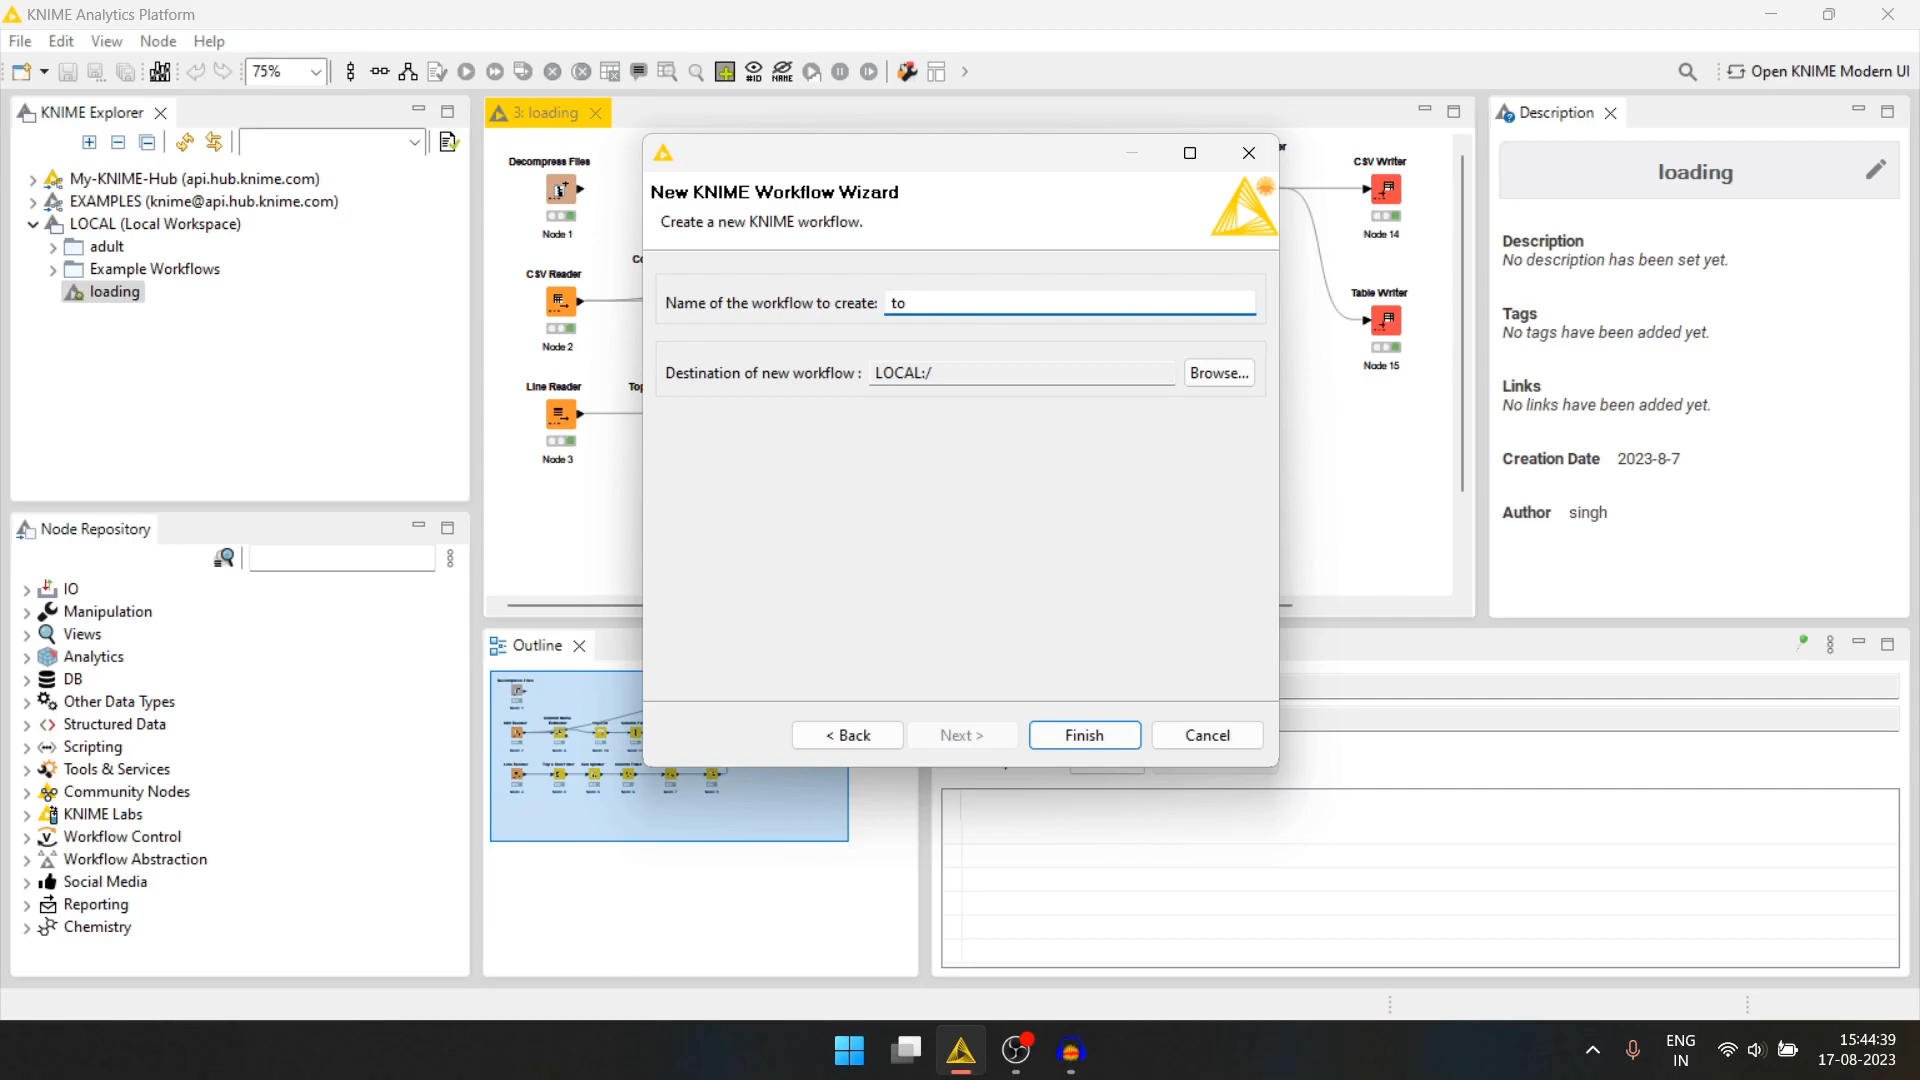 KNIME Analytics Platform
File Edit View Node Help
75%
Open KNIME Modern UI
KNIME Explorer
My-KNIME-Hub (api.hub.knime.com)
EXAMPLES (knime@api.hub.knime.com)
LOCAL (Local Workspace)
adult
Example Workflows
loading
Node Repository
IO
Manipulation
Views
Analytics
DB
Other Data Types
Structured Data
Scripting
Tools & Services
Community Nodes
KNIME Labs
Workflow Control
Workflow Abstraction
Social Media
Reporting
Chemistry
3: loading
Decompress Files
Node 1
CSV Reader
Node 2
Line Reader
Node 3
CSV Writer
Node 14
Table Writer
Node 15
New KNIME Workflow Wizard
Create a new KNIME workflow.
Name of the workflow to create: to
Destination of new workflow : LOCAL:/ Browse...
< Back Next > Finish Cancel
Outline
Description
loading
Description
No description has been set yet.
Tags
No tags have been added yet.
Links
No links have been added yet.
Creation Date 2023-8-7
Author singh
ENG
IN
15:44:39
17-08-2023